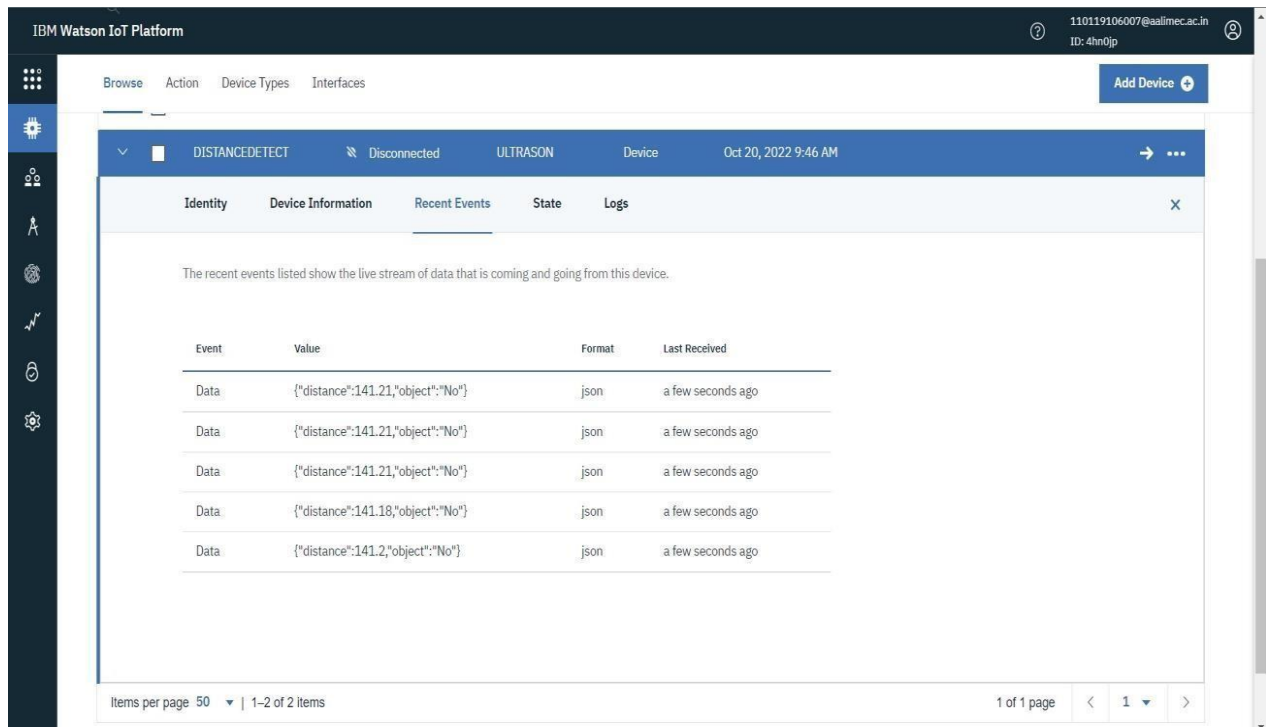 IBM Watson IoT Platform
110119106007@aalimec.ac.in
ID: 4hn0jp
Browse Action Device Types Interfaces
Add Device
DISTANCEDETECT Disconnected ULTRASON Device Oct 20, 2022 9:46 AM
Identity Device Information Recent Events State Logs
The recent events listed show the live stream of data that is coming and going from this device.
Event Value Format Last Received
Data {"distance":141.21,"object":"No"} json a few seconds ago
Data {"distance":141.21,"object":"No"} json a few seconds ago
Data {"distance":141.21,"object":"No"} json a few seconds ago
Data {"distance":141.18,"object":"No"} json a few seconds ago
Data {"distance":141.2,"object":"No"} json a few seconds ago
Items per page 50 | 1–2 of 2 items 1 of 1 page < 1 >